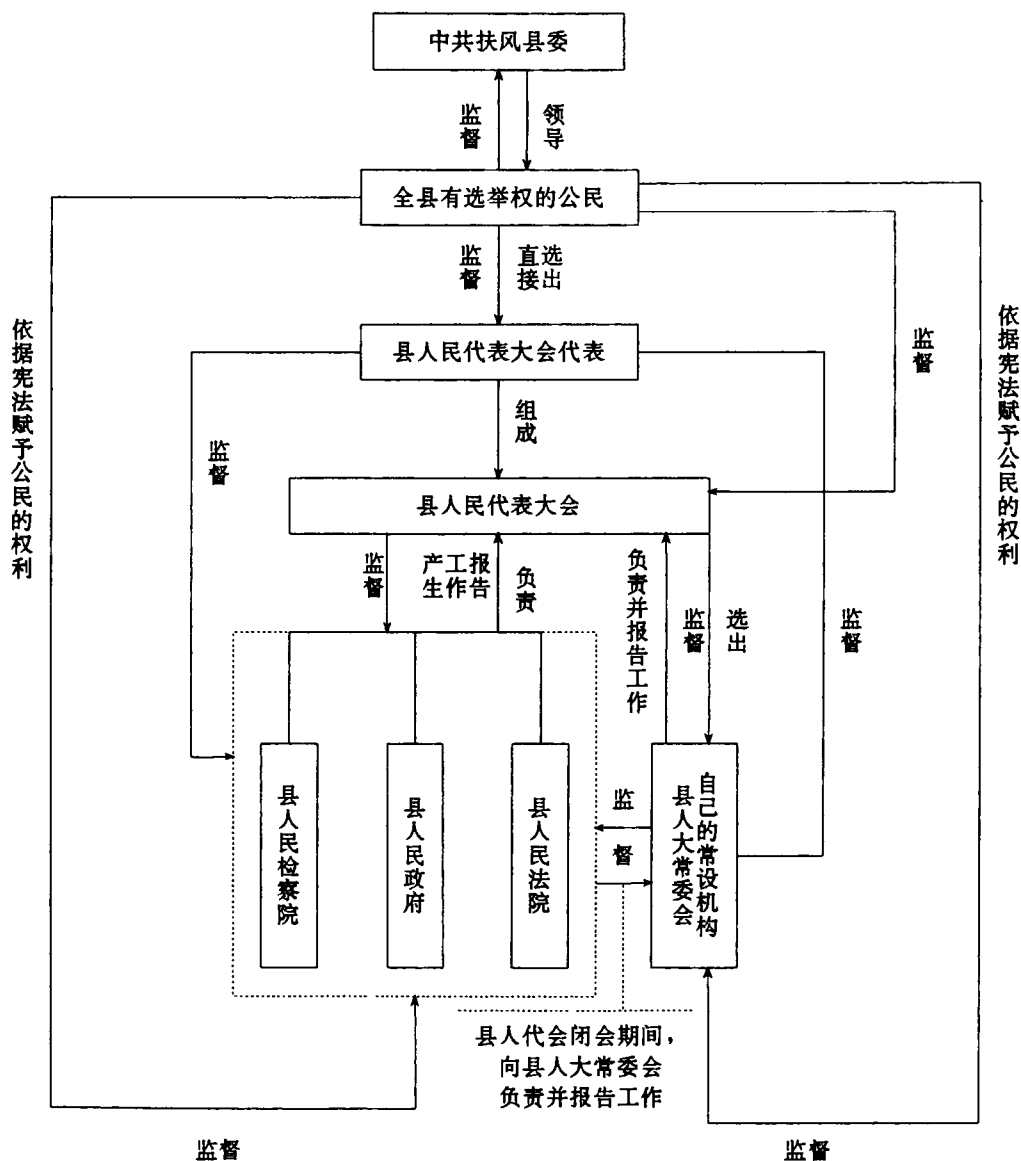 中共扶风县委
监督
领导
全县有选举权的公民
监督
直接
选出
依据宪法赋予公民的权利
监督
依据宪法赋予公民的权利
县人民代表大会代表
监督
组成
县人民代表大会
监督
产生
工作
报告
负责
负责并报告工作
监督
选出
监督
县人民检察院
县人民政府
县人民法院
监督
自己的常设机构
县人大常委会
县人代会闭会期间，
向县人大常委会
负责并报告工作
监督
监督